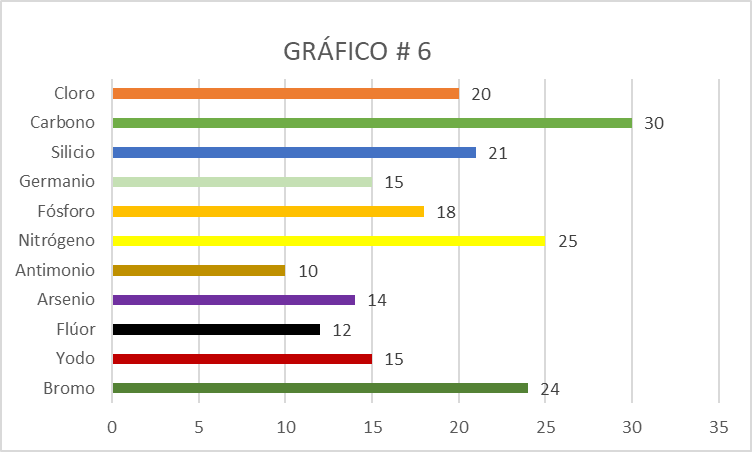 GRÁFICO # 6
Cloro 20
Carbono 30
Silicio 21
Germanio 15
Fósforo 18
Nitrógeno 25
Antimonio 10
Arsenio 14
Flúor 12
Yodo 15
Bromo 24
0 5 10 15 20 25 30 35